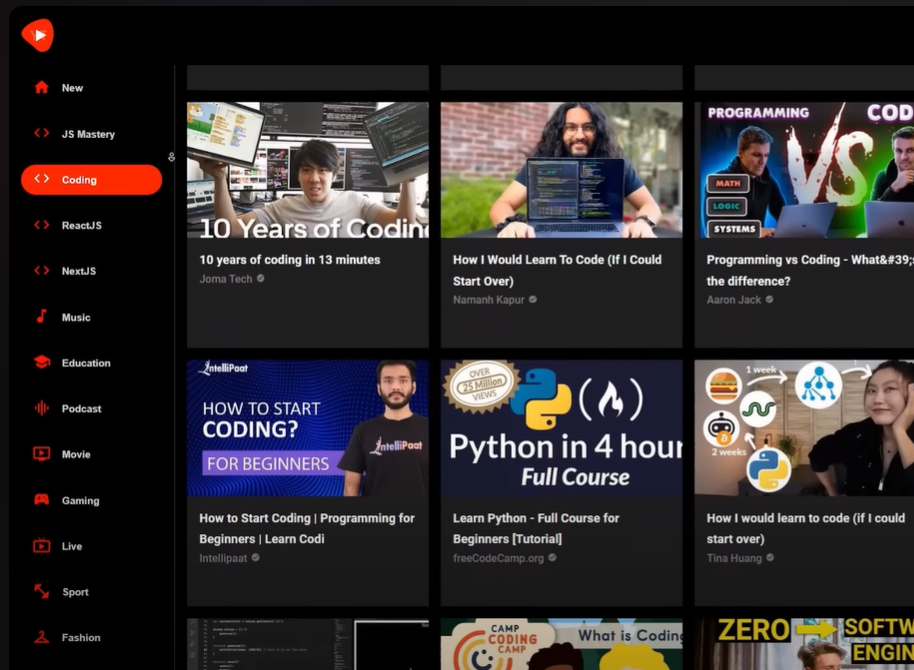 New
JS Mastery
Coding
ReactJS
NextJS
Music
Education
Podcast
Movie
Gaming
Live
Sport
Fashion
10 Years of Codin
10 years of coding in 13 minutes
Joma Tech
How I Would Learn To Code (If I Could
Start Over)
Namanh Kapur
PROGRAMMING
COD
VS
MATH
LOGIC
SYSTEMS
Programming vs Coding - What&#39;s
the difference?
Aaron Jack
IntelliPaat
HOW TO START
CODING?
FOR BEGINNERS
IntelliPaat
How to Start Coding | Programming for
Beginners | Learn Codi
Intellipaat
OVER
25 Million
VIEWS
Python in 4 hour
Full Course
Learn Python - Full Course for
Beginners [Tutorial]
freeCodeCamp.org
1 week
2 weeks
How I would learn to code (if I could
start over)
Tina Huang
CAMP
CODING
CAMP
What is Coding
ZERO
SOFTW
ENGIN